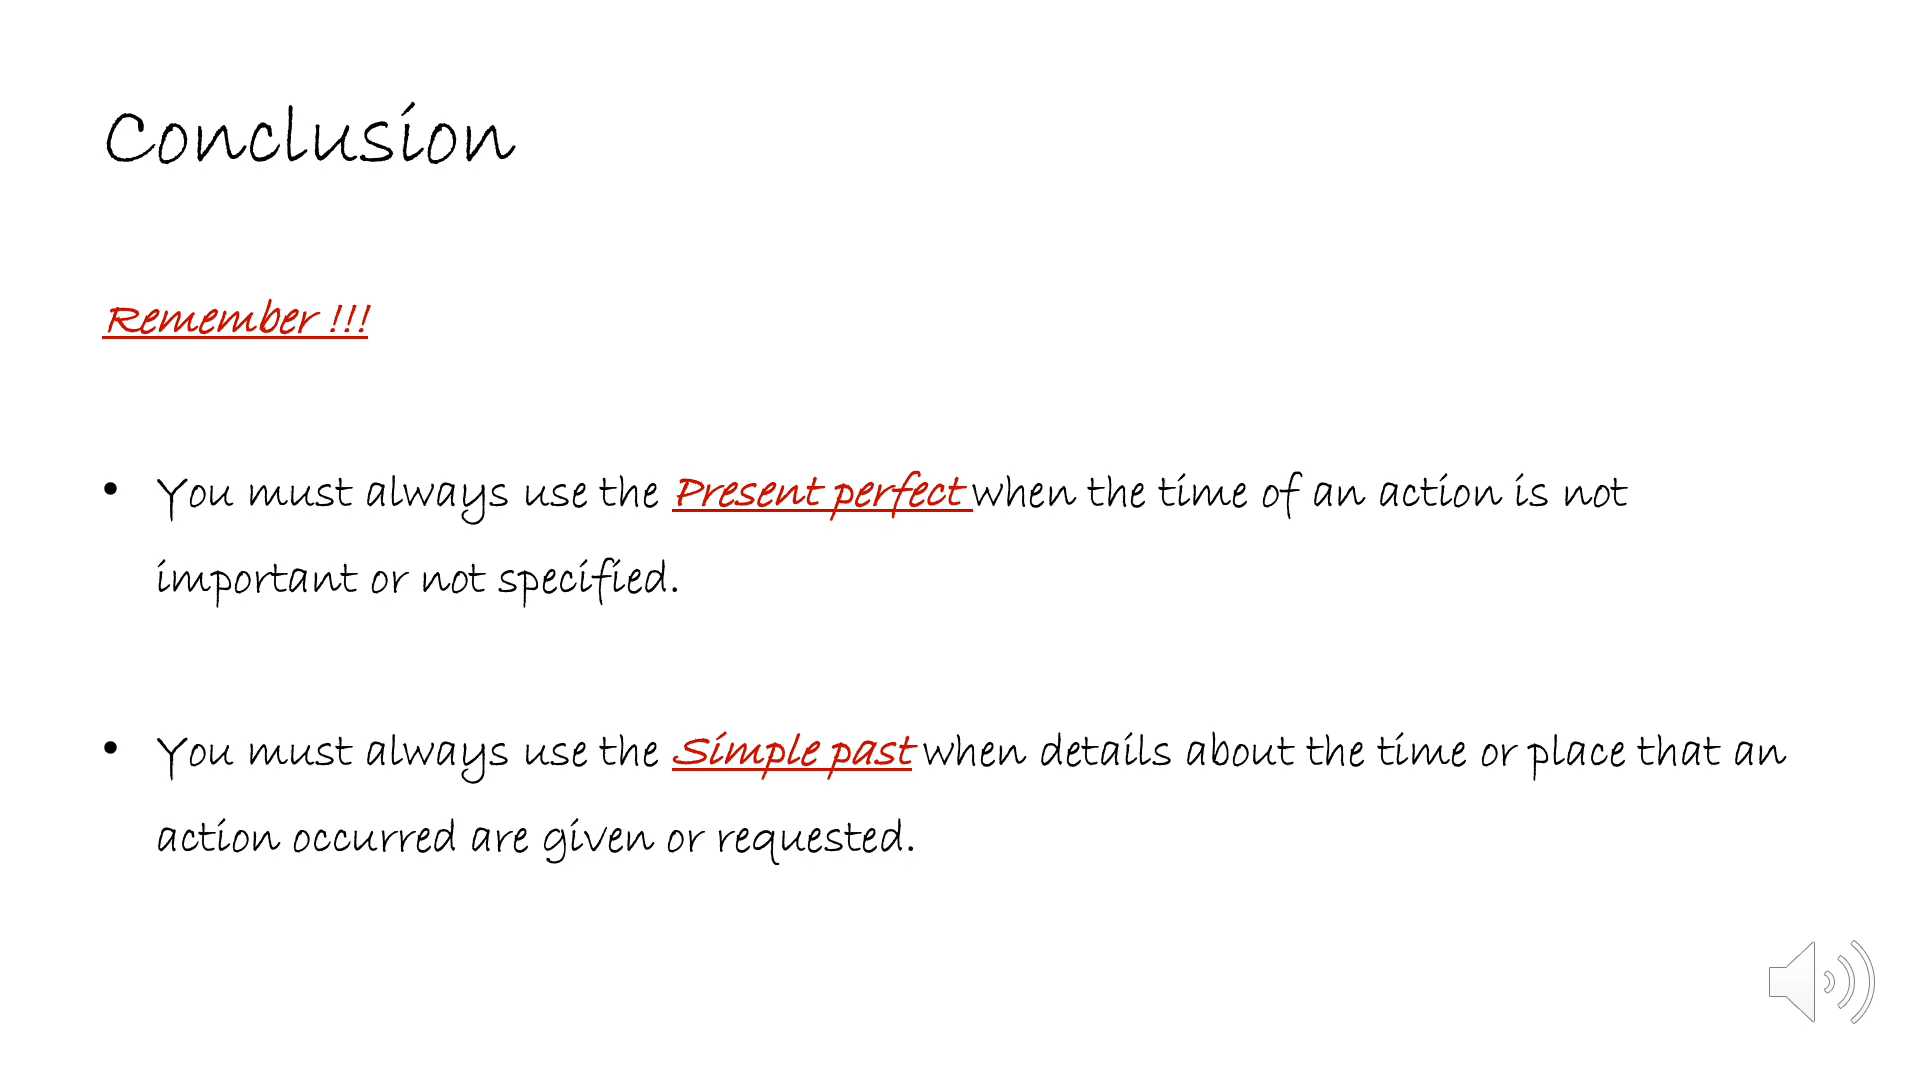 Conclusion
Remember !!!
• You must always use the Present perfect when the time of an action is not
important or not specified.
• You must always use the Simple past when details about the time or place that an
action occurred are given or requested.